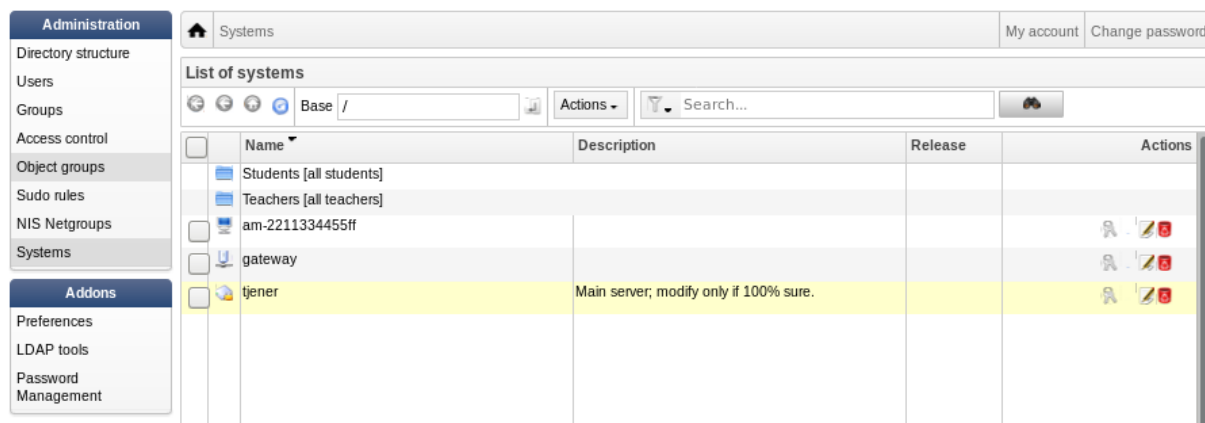 Administration
Directory structure
Users
Groups
Access control
Object groups
Sudo rules
NIS Netgroups
Systems
Addons
Preferences
LDAP tools
Password
Management
Systems
My account
Change password
List of systems
Base /
Actions
Search...
Name Description Release Actions
Students [all students]
Teachers [all teachers]
am-2211334455ff
gateway
tjener Main server; modify only if 100% sure.